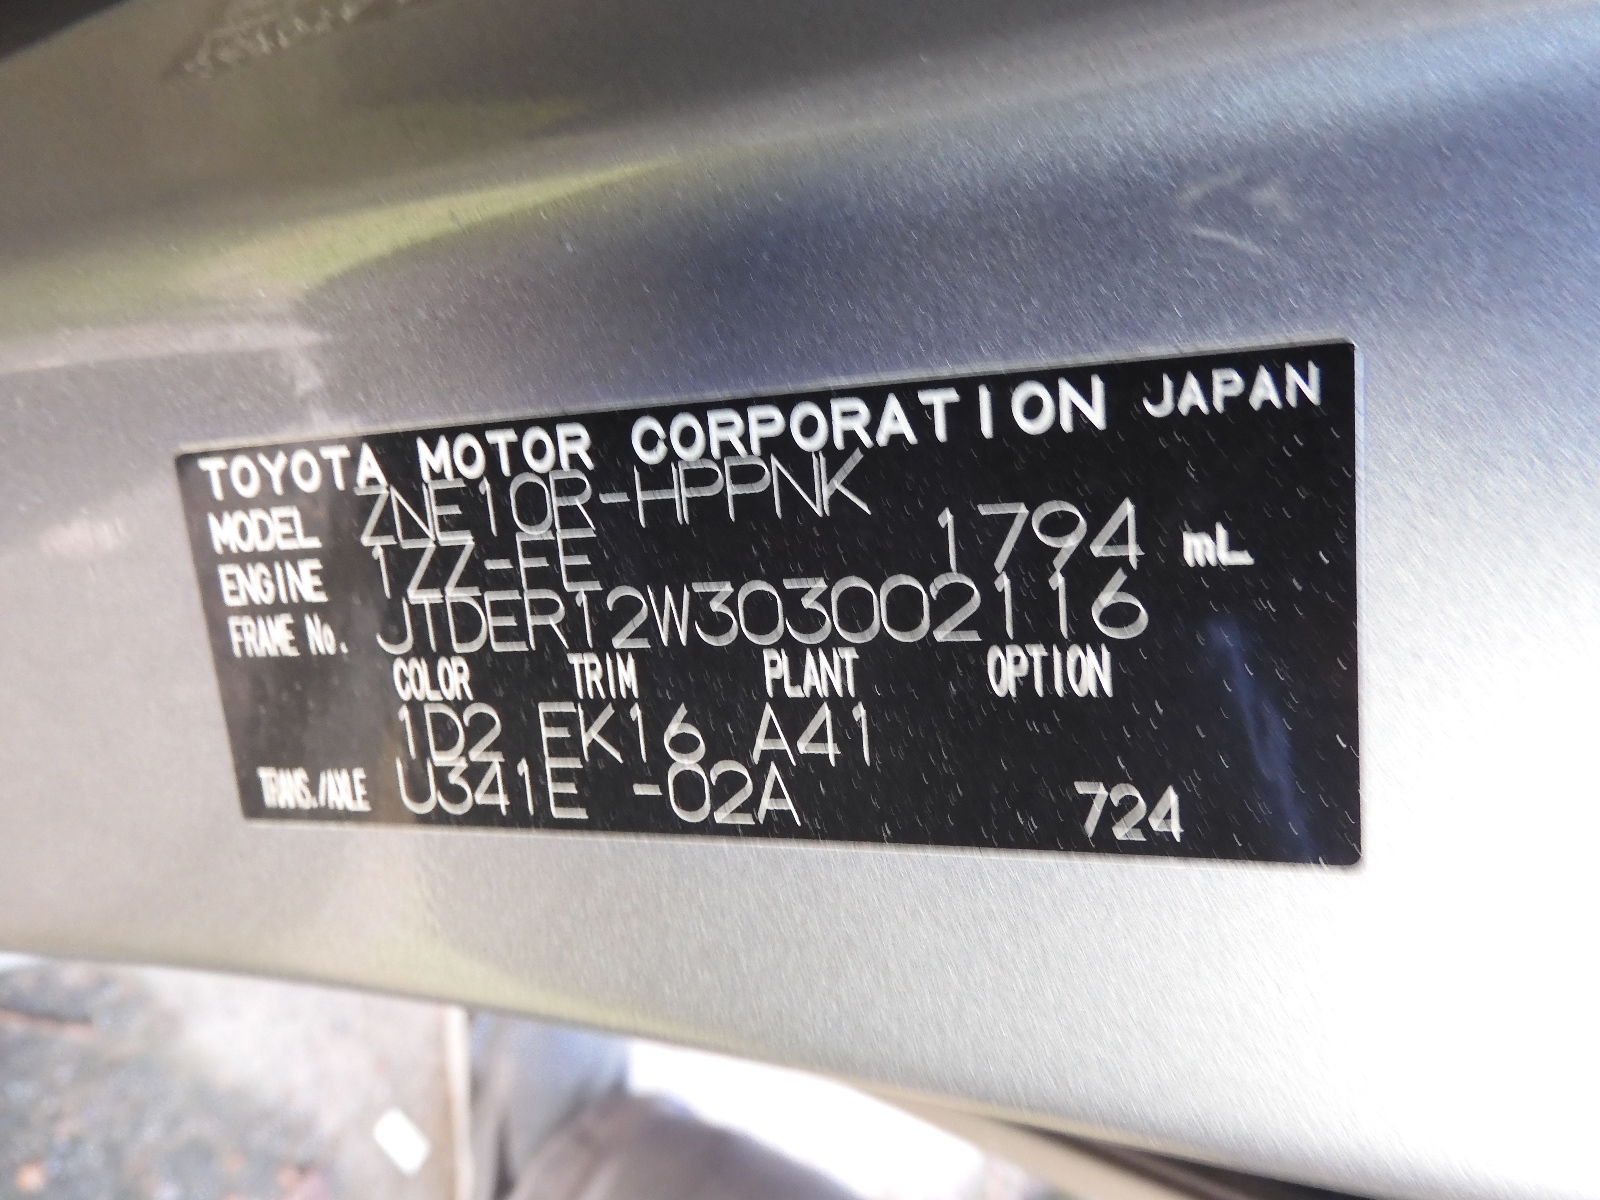 TOYOTA MOTOR CORPORATION JAPAN
MODEL ZNE10R-HPPNK
ENGINE 1ZZ-FE 1794 mL
FRAME No. JTDER12W303002116
COLOR TRIM PLANT OPTION
1D2 EK16 A41
TRANS./AXLE U341E -02A 724